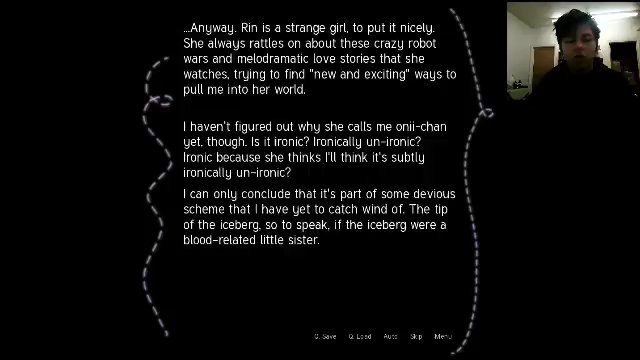 ...Anyway. Rin is a strange girl, to put it nicely.
She always rattles on about these crazy robot
wars and melodramatic love stories that she
watches, trying to find "new and exciting" ways to
pull me into her world.
I haven't figured out why she calls me onii-chan
yet, though. Is it ironic? Ironically un-ironic?
Ironic because she thinks I'll think it's subtly
ironically un-ironic?
I can only conclude that it's part of some devious
scheme that I have yet to catch wind of. The tip
of the iceberg, so to speak, if the iceberg were a
blood-related little sister.
Q. Save Q. Load Auto Skip Menu